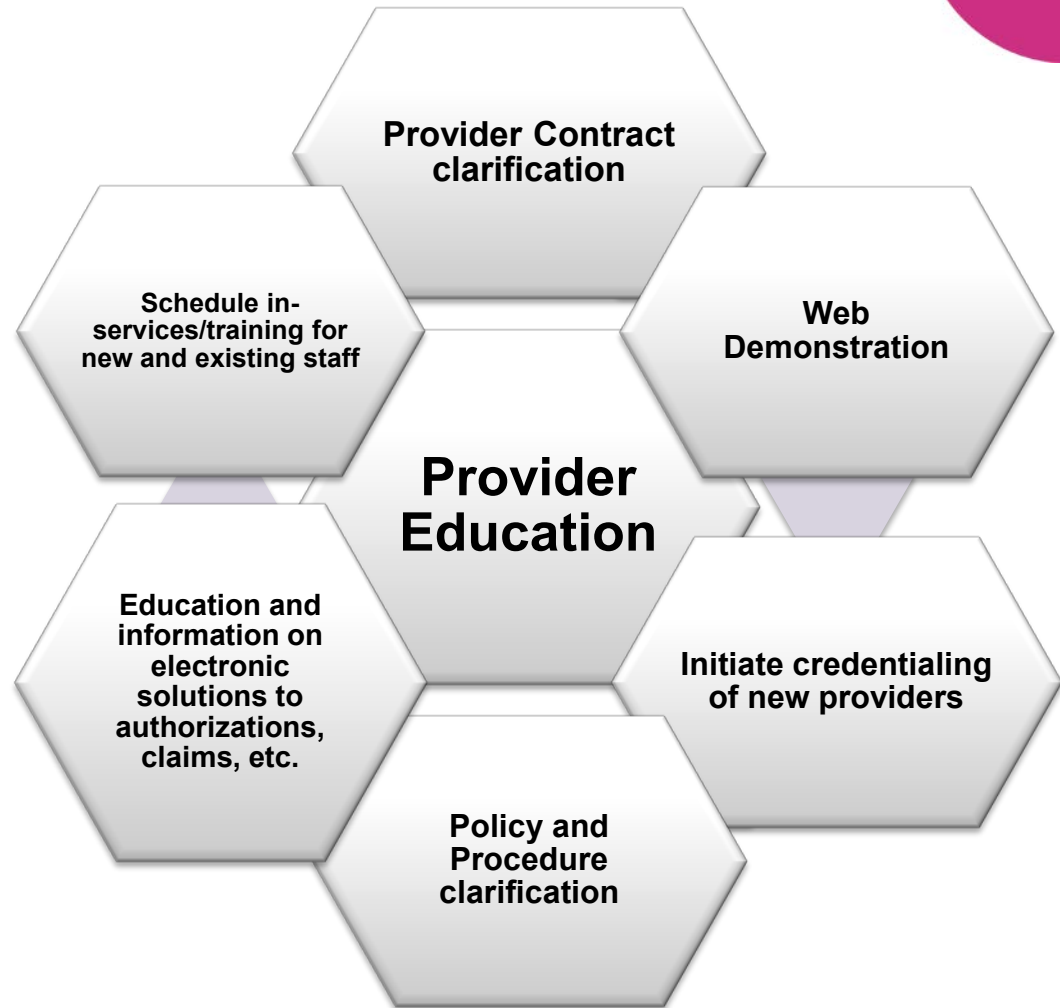 Provider Contract
clarification
Schedule in-
services/training for
new and existing staff
Web
Demonstration
Provider
Education
Education and
information on
electronic
solutions to
authorizations,
claims, etc.
Initiate credentialing
of new providers
Policy and
Procedure
clarification